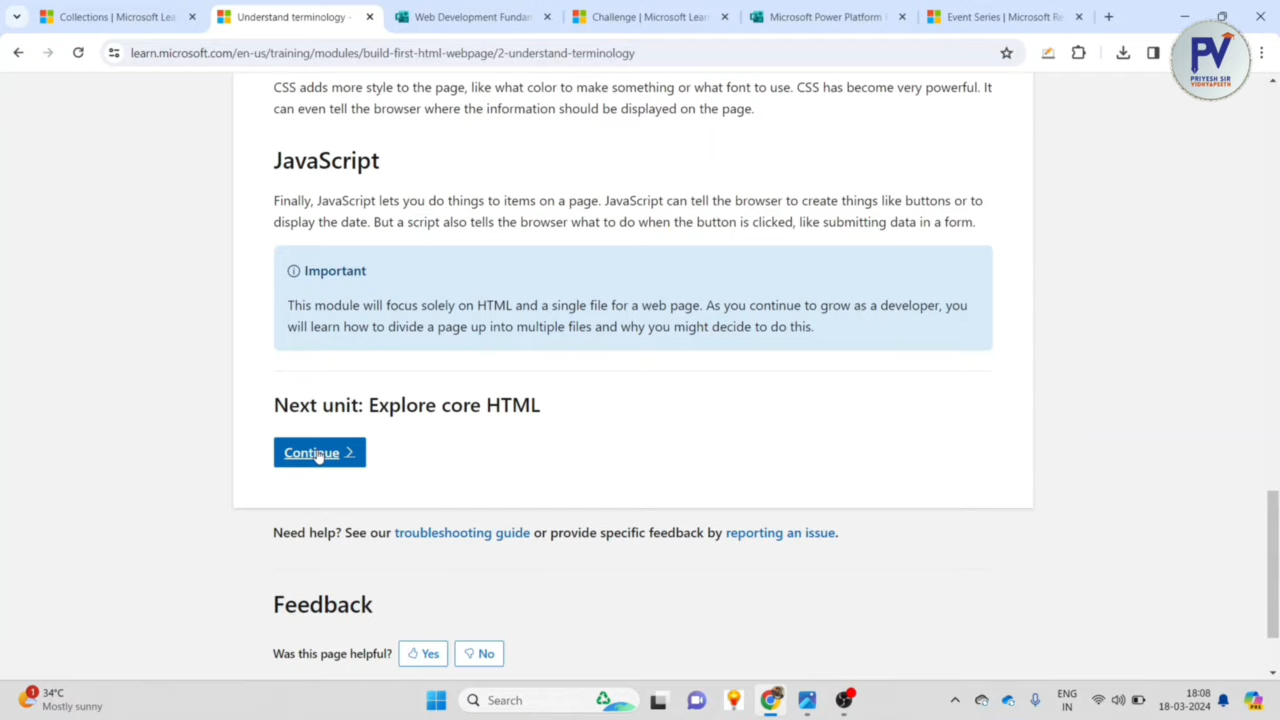 Collections | Microsoft Lea
Understand terminology -
Web Development Fundan
Challenge | Microsoft Learn
Microsoft Power Platform F
Event Series | Microsoft Re
learn.microsoft.com/en-us/training/modules/build-first-html-webpage/2-understand-terminology
PV
PRIYESH SIR
VIDHYAPEETH
CSS adds more style to the page, like what color to make something or what font to use. CSS has become very powerful. It
can even tell the browser where the information should be displayed on the page.
JavaScript
Finally, JavaScript lets you do things to items on a page. JavaScript can tell the browser to create things like buttons or to
display the date. But a script also tells the browser what to do when the button is clicked, like submitting data in a form.
Important
This module will focus solely on HTML and a single file for a web page. As you continue to grow as a developer, you
will learn how to divide a page up into multiple files and why you might decide to do this.
Next unit: Explore core HTML
Continue
Need help? See our troubleshooting guide or provide specific feedback by reporting an issue.
Feedback
Was this page helpful? Yes No
1
34°C
Mostly sunny
Search
ENG
IN
18:08
18-03-2024